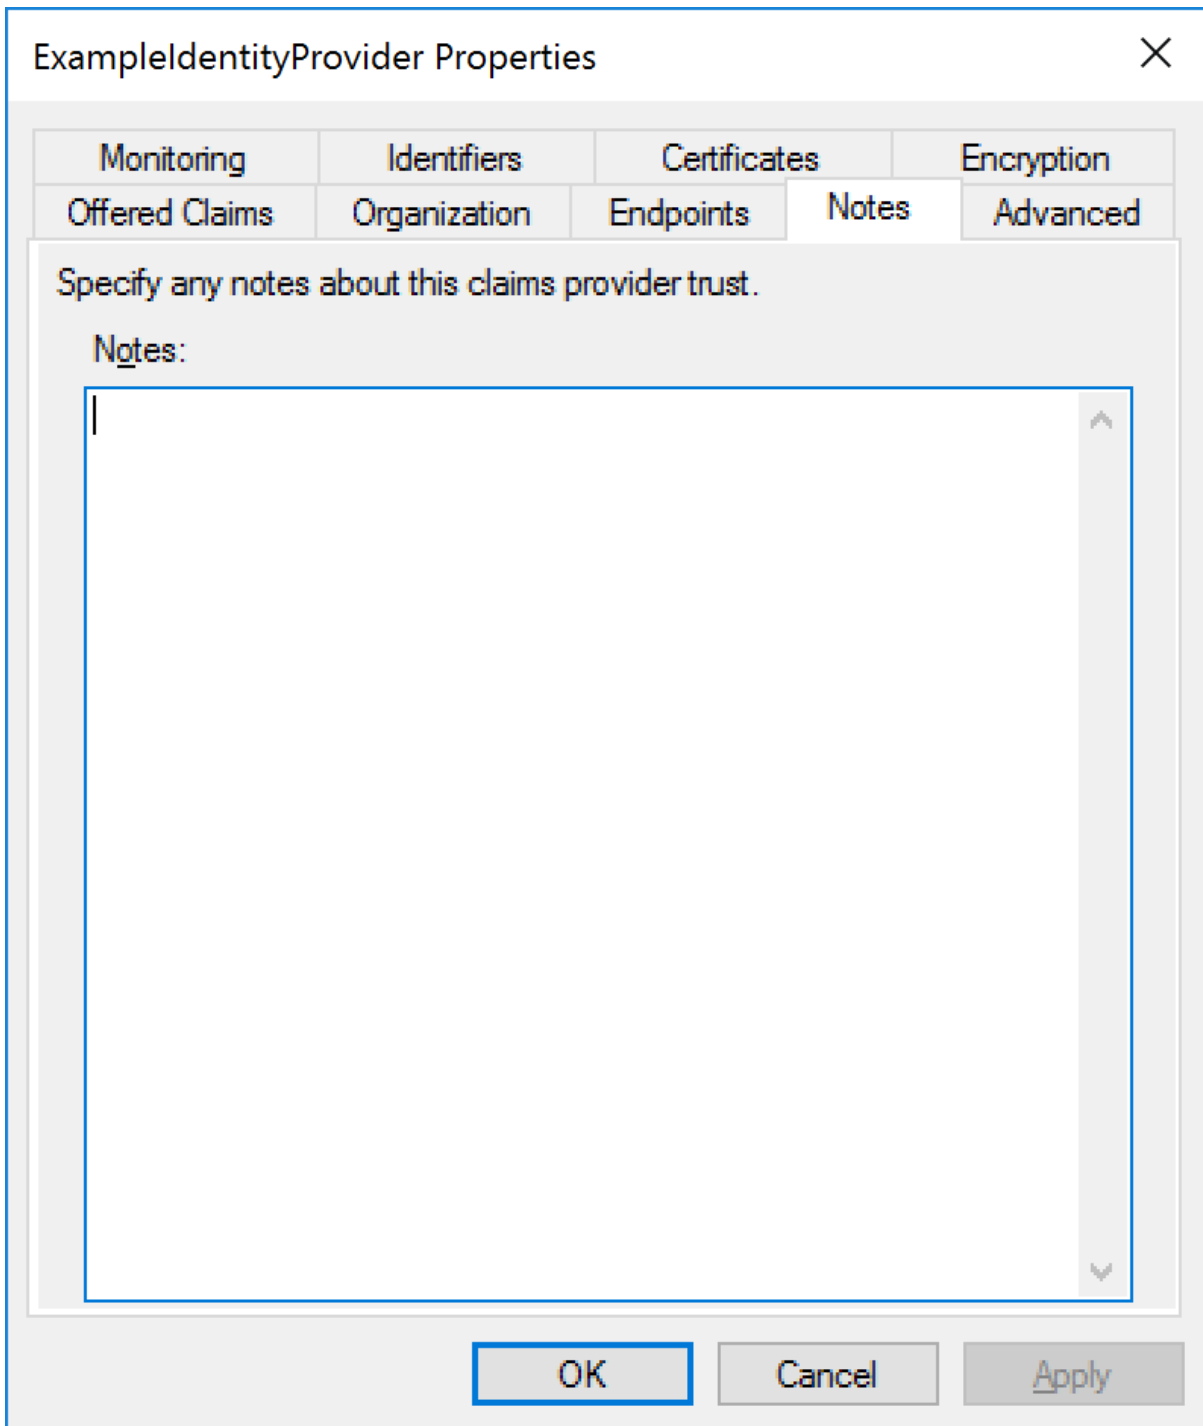 ExampleIdentityProvider Properties
Monitoring Identifiers Certificates Encryption
Offered Claims Organization Endpoints Notes Advanced
Specify any notes about this claims provider trust.
Notes:
OK Cancel Apply